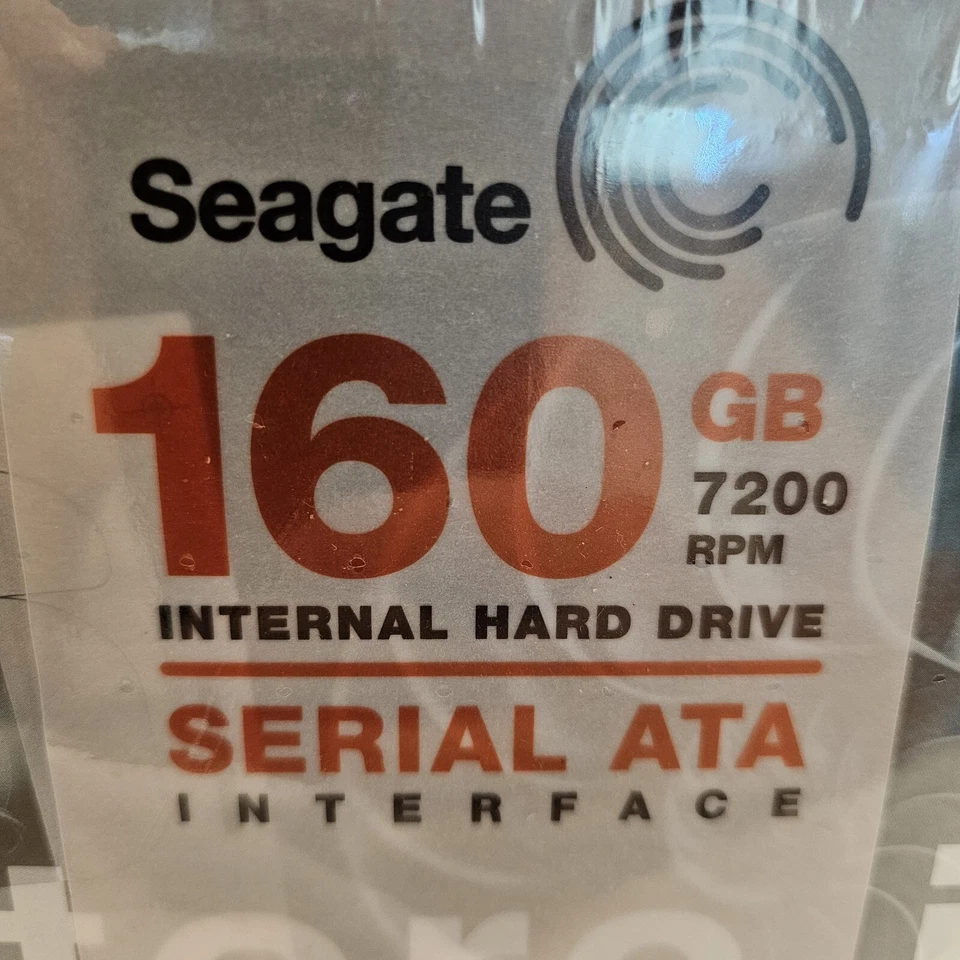 Seagate
160 GB
7200
RPM
INTERNAL HARD DRIVE
SERIAL ATA
INTERFACE